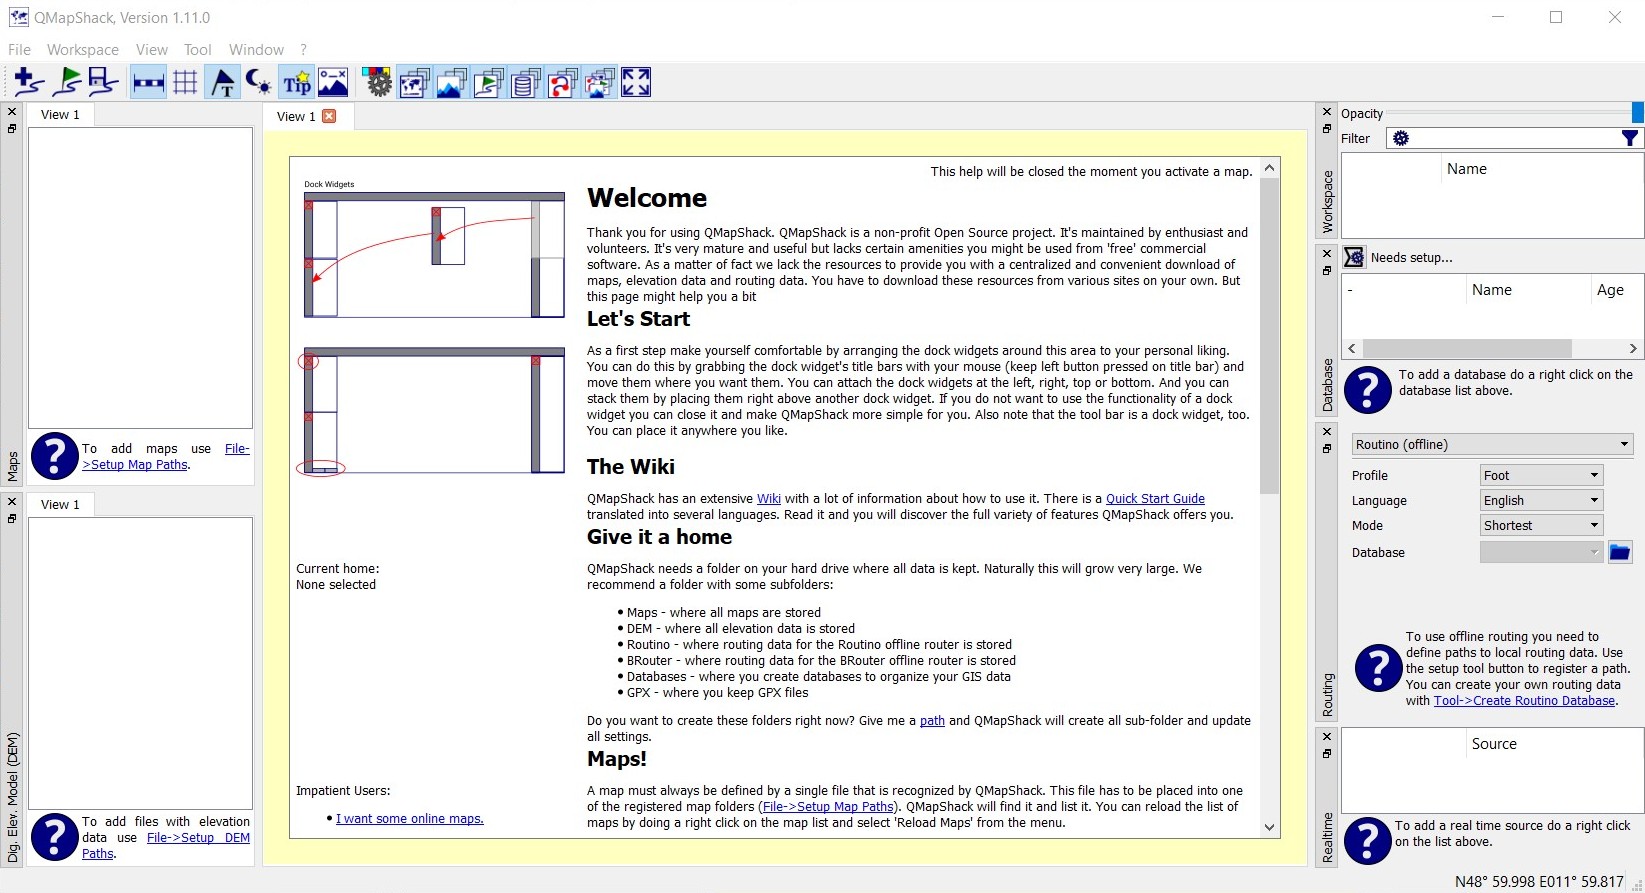 QMapShack, Version 1.11.0
File Workspace View Tool Window ?
T
Tip
View 1
To add maps use File-
>Setup Map Paths.
Maps
View 1
To add files with elevation
data use File->Setup DEM
Paths.
Dig. Elev. Model (DEM)
View 1
This help will be closed the moment you activate a map.
Dock Widgets
Welcome
Thank you for using QMapShack. QMapShack is a non-profit Open Source project. It's maintained by enthusiast and
volunteers. It's very mature and useful but lacks certain amenities you might be used from 'free' commercial
software. As a matter of fact we lack the resources to provide you with a centralized and convenient download of
maps, elevation data and routing data. You have to download these resources from various sites on your own. But
this page might help you a bit
Let's Start
As a first step make yourself comfortable by arranging the dock widgets around this area to your personal liking.
You can do this by grabbing the dock widget's title bars with your mouse (keep left button pressed on title bar) and
move them where you want them. You can attach the dock widgets at the left, right, top or bottom. And you can
stack them by placing them right above another dock widget. If you do not want to use the functionality of a dock
widget you can close it and make QMapShack more simple for you. Also note that the tool bar is a dock widget, too.
You can place it anywhere you like.
The Wiki
QMapShack has an extensive Wiki with a lot of information about how to use it. There is a Quick Start Guide
translated into several languages. Read it and you will discover the full variety of features QMapShack offers you.
Give it a home
Current home:
None selected
QMapShack needs a folder on your hard drive where all data is kept. Naturally this will grow very large. We
recommend a folder with some subfolders:
• Maps - where all maps are stored
• DEM - where all elevation data is stored
• Routino - where routing data for the Routino offline router is stored
• BRouter - where routing data for the BRouter offline router is stored
• Databases - where you create databases to organize your GIS data
• GPX - where you keep GPX files
Do you want to create these folders right now? Give me a path and QMapShack will create all sub-folder and update
all settings.
Maps!
Impatient Users:
• I want some online maps.
A map must always be defined by a single file that is recognized by QMapShack. This file has to be placed into one
of the registered map folders (File->Setup Map Paths). QMapShack will find it and list it. You can reload the list of
maps by doing a right click on the map list and select 'Reload Maps' from the menu.
Opacity
Filter
Name
Workspace
Needs setup...
- Name Age
To add a database do a right click on the
database list above.
Database
Routino (offline)
Profile Foot
Language English
Mode Shortest
Database
To use offline routing you need to
define paths to local routing data. Use
the setup tool button to register a path.
You can create your own routing data
with Tool->Create Routino Database.
Routing
Source
To add a real time source do a right click
on the list above.
Realtime
N48° 59.998 E011° 59.817